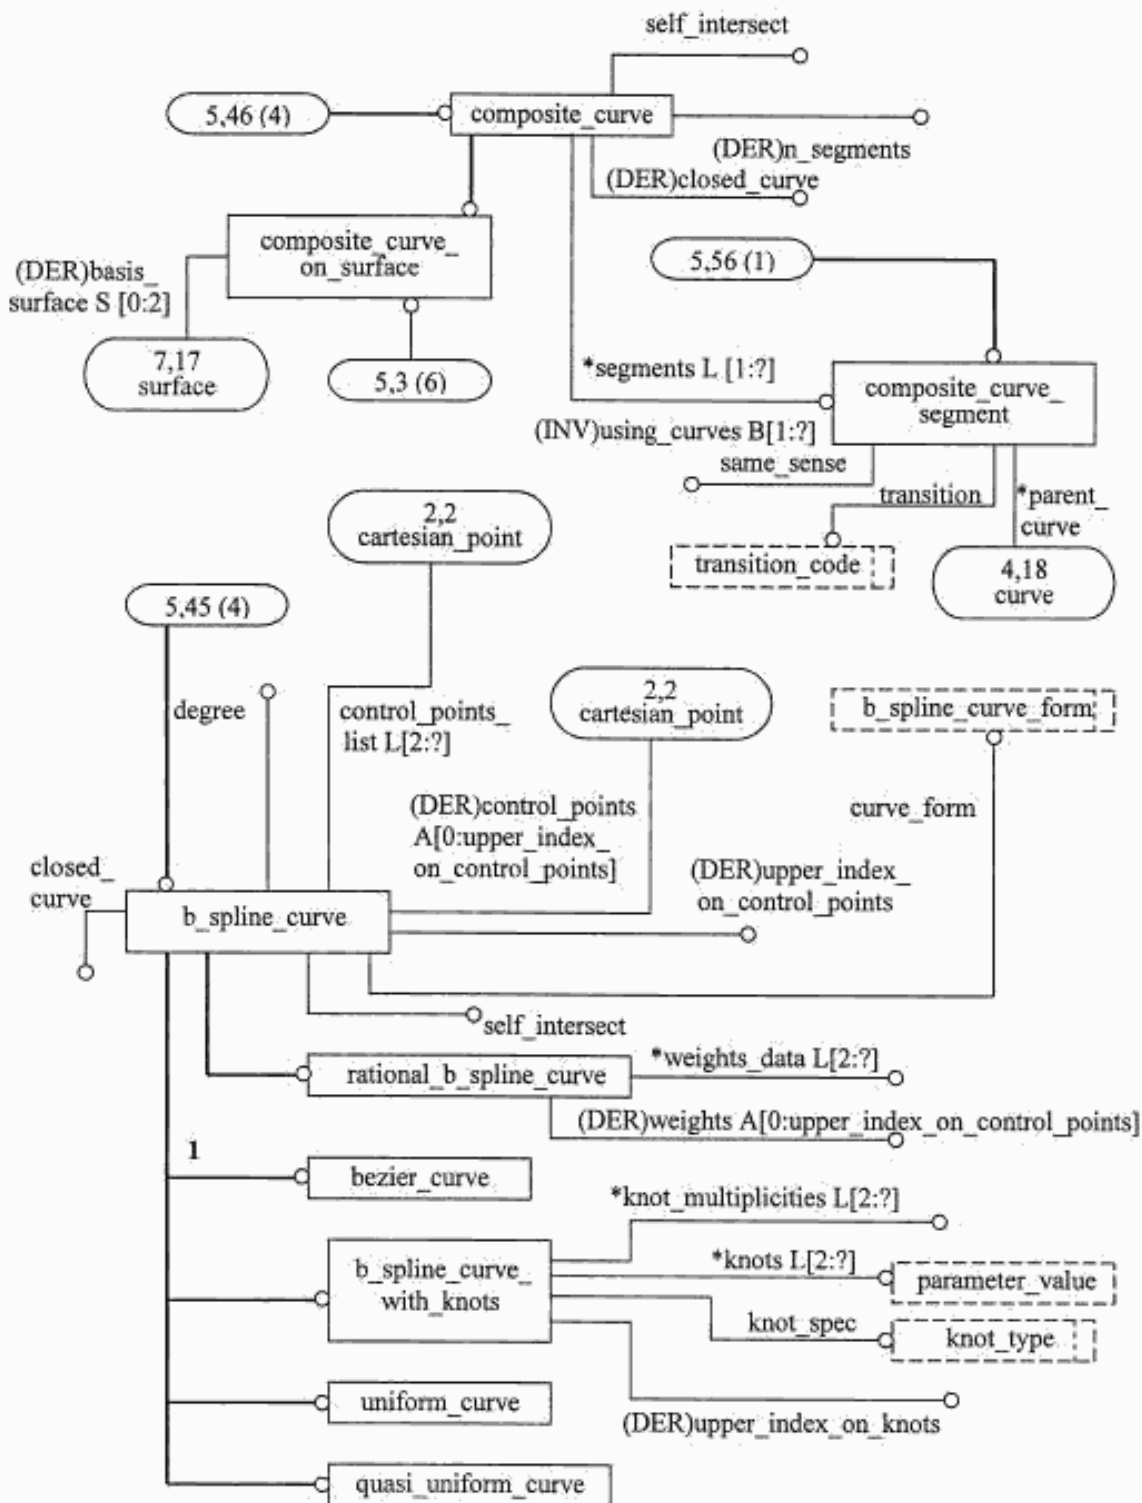 self_intersect
5,46 (4)
composite_curve
(DER)n_segments
(DER)closed_curve
composite_curve_
on_surface
5,56 (1)
(DER)basis_
surface S [0:2]
7,17
surface
5,3 (6)
*segments L [1:?]
composite_curve_
segment
(INV)using_curves B[1:?]
same_sense
transition
*parent_
curve
2,2
cartesian_point
transition_code
4,18
curve
5,45 (4)
degree
control_points_
list L[2:?]
2,2
cartesian_point
b_spline_curve_form
(DER)control_points
A[0:upper_index_
on_control_points]
curve_form
closed_
curve
(DER)upper_index_
on_control_points
b_spline_curve
self_intersect
rational_b_spline_curve
*weights_data L[2:?]
(DER)weights A[0:upper_index_on_control_points]
1
bezier_curve
*knot_multiplicities L[2:?]
b_spline_curve_
with_knots
*knots L[2:?]
parameter_value
knot_spec
knot_type
uniform_curve
(DER)upper_index_on_knots
quasi_uniform_curve